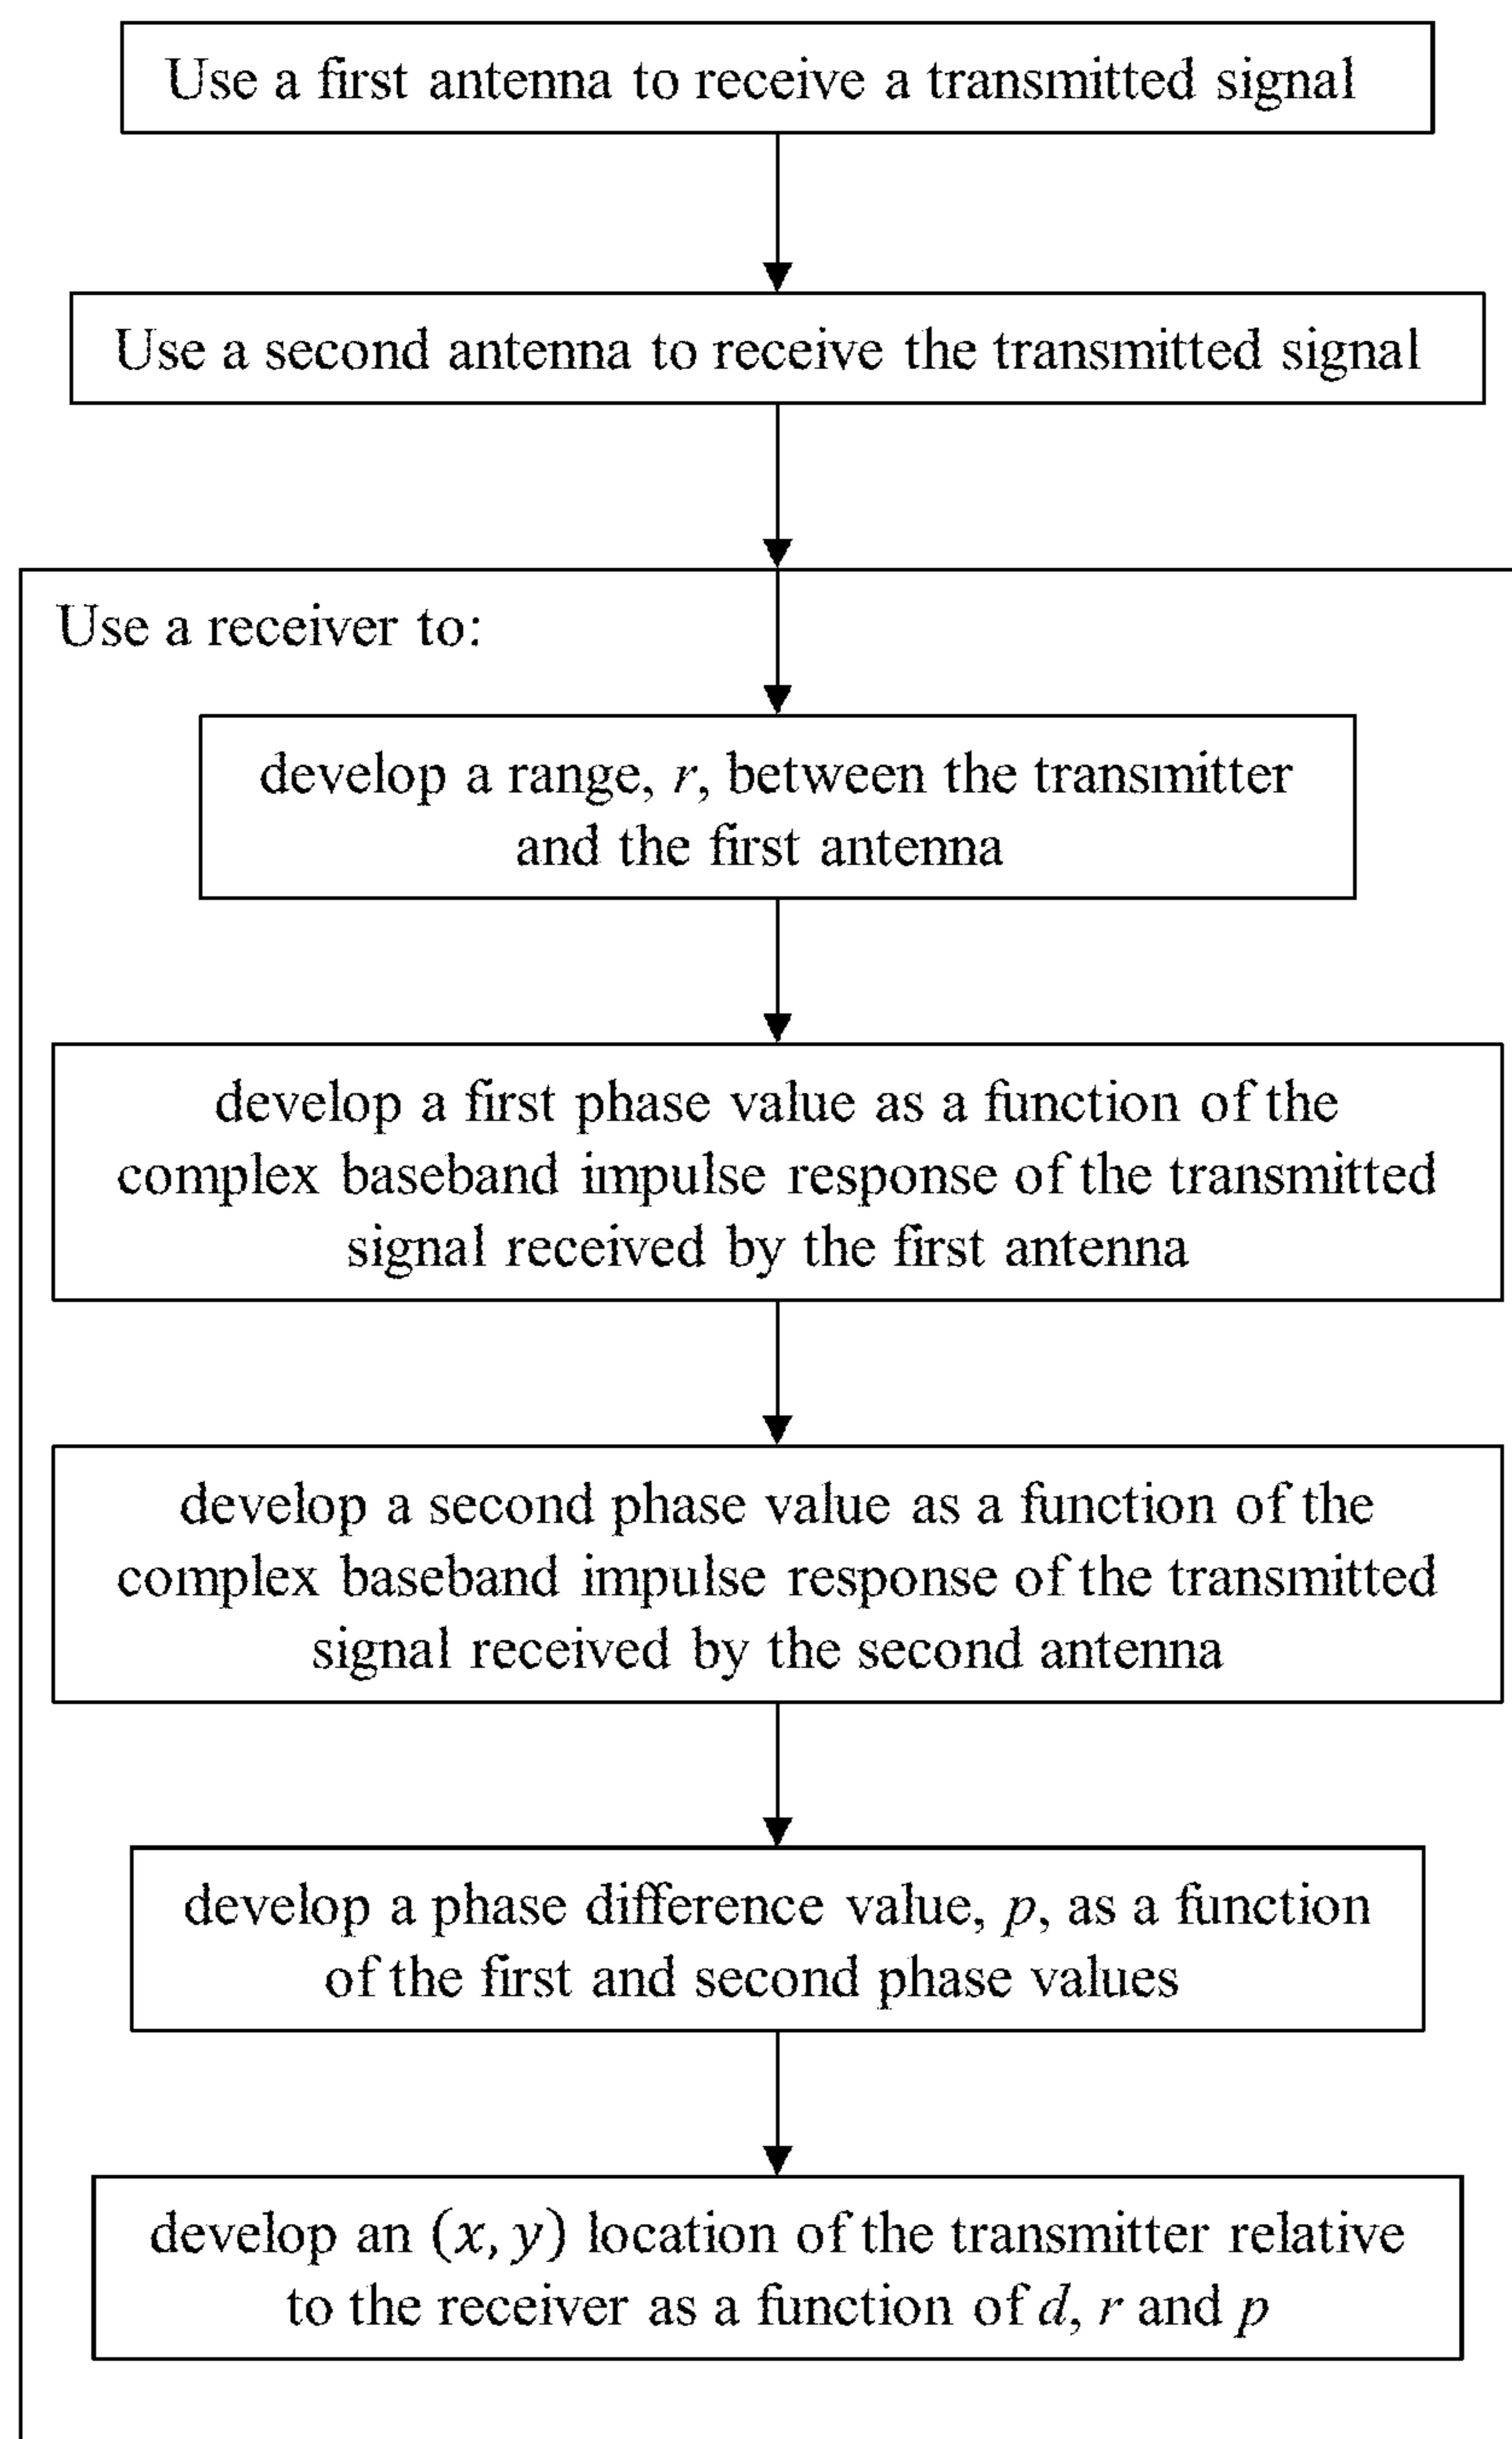 Use a first antenna to receive a transmitted signal
Use a second antenna to receive the transmitted signal
Use a receiver to:
develop a range, r, between the transmitter
and the first antenna
develop a first phase value as a function of the
complex baseband impulse response of the transmitted
signal received by the first antenna
develop a second phase value as a function of the
complex baseband impulse response of the transmitted
signal received by the second antenna
develop a phase difference value, p, as a function
of the first and second phase values
develop an (x, y) location of the transmitter relative
to the receiver as a function of d, r and p